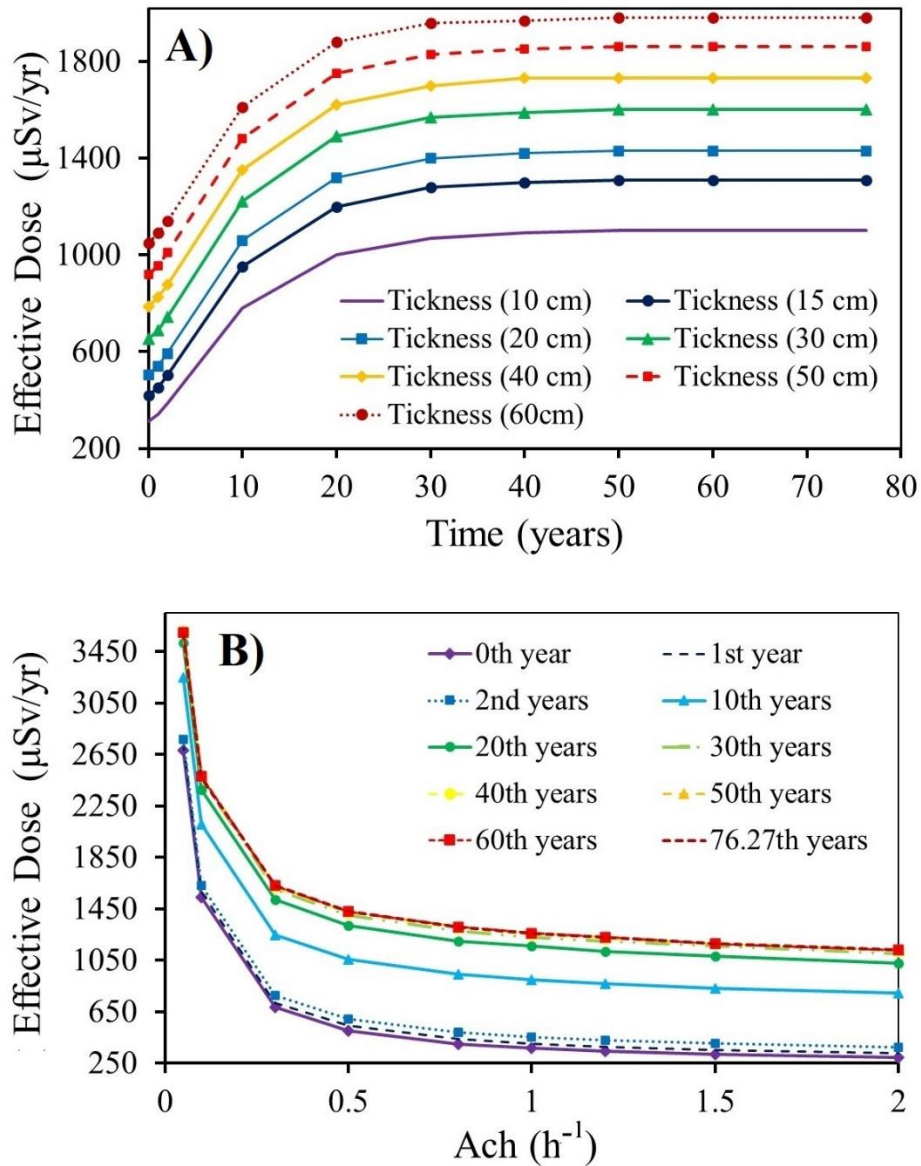 A)
Effective Dose (µSv/yr)
1800
1400
1000
600
200
Tickness (10 cm) Tickness (15 cm)
Tickness (20 cm) Tickness (30 cm)
Tickness (40 cm) Tickness (50 cm)
Tickness (60cm)
0 10 20 30 40 50 60 70 80
Time (years)
B)
Effective Dose (µSv/yr)
3450
3050
2650
2250
1850
1450
1050
650
250
0th year 1st year
2nd years 10th years
20th years 30th years
40th years 50th years
60th years 76.27th years
0 0.5 1 1.5 2
Ach (h⁻¹)